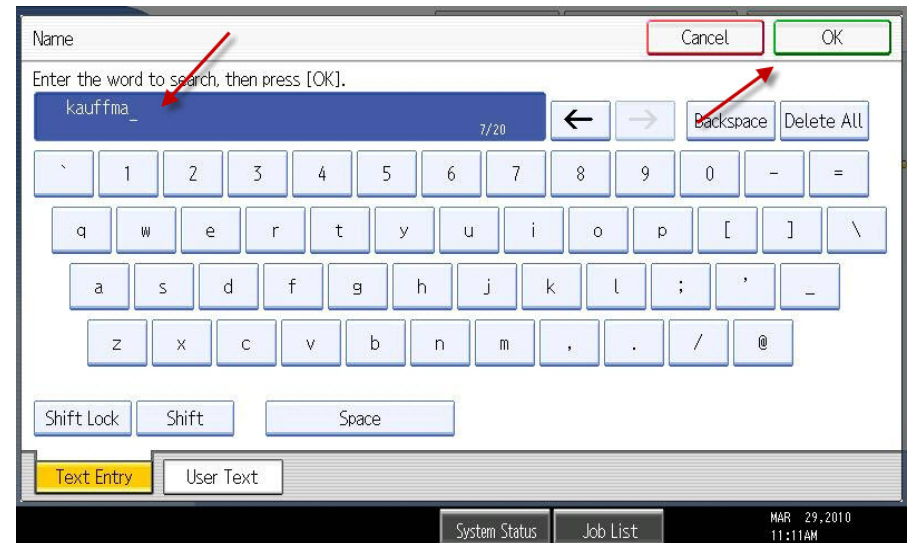 Name Cancel OK
Enter the word to search, then press [OK].
kauffma_
7/20 ← → Backspace Delete All
` 1 2 3 4 5 6 7 8 9 0 - =
q w e r t y u i o p [ ] \
a s d f g h j k l ; ' _
z x c v b n m , . / @
Shift Lock Shift Space
Text Entry User Text
System Status Job List MAR 29,2010
11:11AM